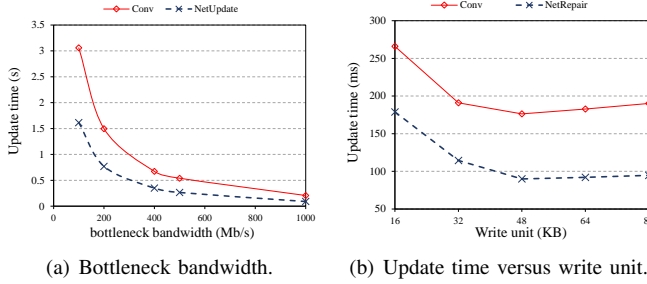 Conv NetUpdate
3.5
3
2.5
2
1.5
1
0.5
0
Update time (s)
0 200 400 600 800 1000
bottleneck bandwidth (Mb/s)
(a) Bottleneck bandwidth.
Conv NetRepair
300
250
200
150
100
50
Update time (ms)
16 32 48 64 8
Write unit (KB)
(b) Update time versus write unit.